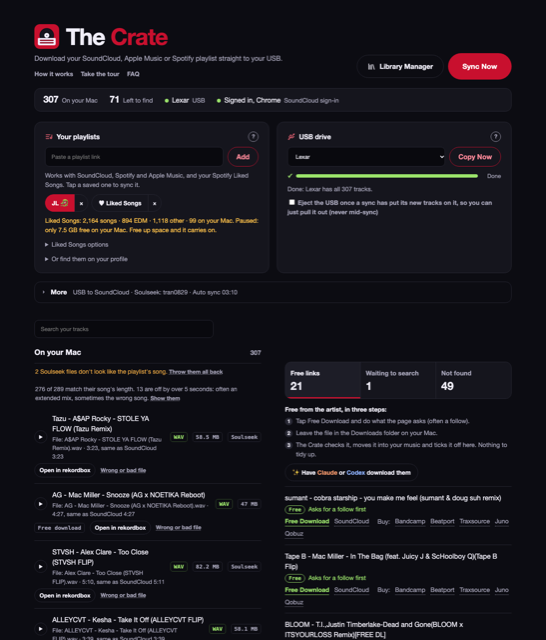 The Crate
Download your SoundCloud, Apple Music or Spotify playlist straight to your USB.
How it works Take the tour FAQ
Library Manager
Sync Now
307 On your Mac 71 Left to find Lexar USB Signed in, Chrome SoundCloud sign-in
Your playlists ?
Paste a playlist link Add
Works with SoundCloud, Spotify and Apple Music, and your Spotify Liked
Songs. Tap a saved one to sync it.
JL × ♥ Liked Songs ×
Liked Songs: 2,164 songs · 894 EDM · 1,118 other · 99 on your Mac. Paused:
only 7.5 GB free on your Mac. Free up space and it carries on.
▶ Liked Songs options
▶ Or find them on your profile
USB drive ?
Lexar Copy Now
✓ Done
Done: Lexar has all 307 tracks.
Eject the USB once a sync has put its new tracks on it, so you can
just pull it out (never mid-sync)
› More USB to SoundCloud · Soulseek: tran0829 · Auto sync 03:10
Search your tracks
On your Mac 307
2 Soulseek files don't look like the playlist's song. Throw them all back
276 of 289 match their song's length. 13 are off by over 5 seconds: often an
extended mix, sometimes the wrong song. Show them
Tazu - A$AP Rocky - STOLE YA
FLOW (Tazu Remix)
File: A$AP Rocky - STOLE YA FLOW (Tazu
Remix).wav · 3:23, same as SoundCloud
3:23
WAV 58.5 MB Soulseek
Open in rekordbox Wrong or bad file
AG - Mac Miller - Snooze (AG x NOETIKA Reboot)
File: AG - Mac Miller - Snooze (AG x NOETIKA Reboot).wav ·
4:27, same as SoundCloud 4:27
WAV 47 MB
Free download Open in rekordbox Wrong or bad file
STVSH - Alex Clare - Too Close
(STVSH FLIP)
File: Alex Clare - Too Close (STVSH
FLIP).wav · 5:10, same as SoundCloud 5:11
WAV 82.2 MB Soulseek
Open in rekordbox Wrong or bad file
ALLEYCVT - Kesha - Take It Off (ALLEYCVT FLIP)
File: ALLEYCVT - Kesha - Take It Off (ALLEYCVT
WAV 58.1 MB
Free links Waiting to search Not found
21 1 49
Free from the artist, in three steps:
1 Tap Free Download and do what the page asks (often a follow).
2 Leave the file in the Downloads folder on your Mac.
3 The Crate checks it, moves it into your music and ticks it off here. Nothing to
tidy up.
Have Claude or Codex download them
sumant - cobra starship - you make me feel (sumant & doug suh remix)
Free Asks for a follow first
Free Download SoundCloud Buy: Bandcamp Beatport Traxsource Juno
Qobuz
Tape B - Mac Miller - In The Bag (feat. Juicy J & ScHoolboy Q)(Tape B
Flip)
Free Asks for a follow first
Free Download SoundCloud Buy: Bandcamp Beatport Traxsource Juno
Qobuz
BLOOM - T.I.,Justin Timberlake-Dead and Gone(BLOOM x
ITSYOURLOSS Remix)[FREE DL]